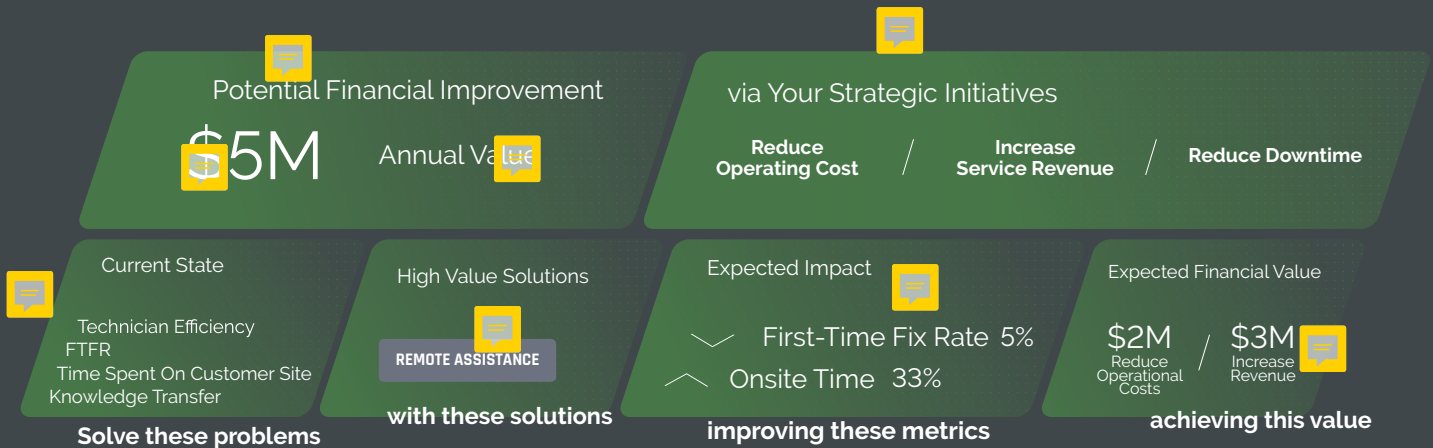 Potential Financial Improvement
$5M
Annual Value
via Your Strategic Initiatives
Reduce
Operating Cost
/
Increase
Service Revenue
/
Reduce Downtime
Current State
Technician Efficiency
FTFR
Time Spent On Customer Site
Knowledge Transfer
Solve these problems
High Value Solutions
REMOTE ASSISTANCE
with these solutions
Expected Impact
First-Time Fix Rate 5%
Onsite Time 33%
improving these metrics
Expected Financial Value
$2M
Reduce
Operational
Costs
/
$3M
Increase
Revenue
achieving this value